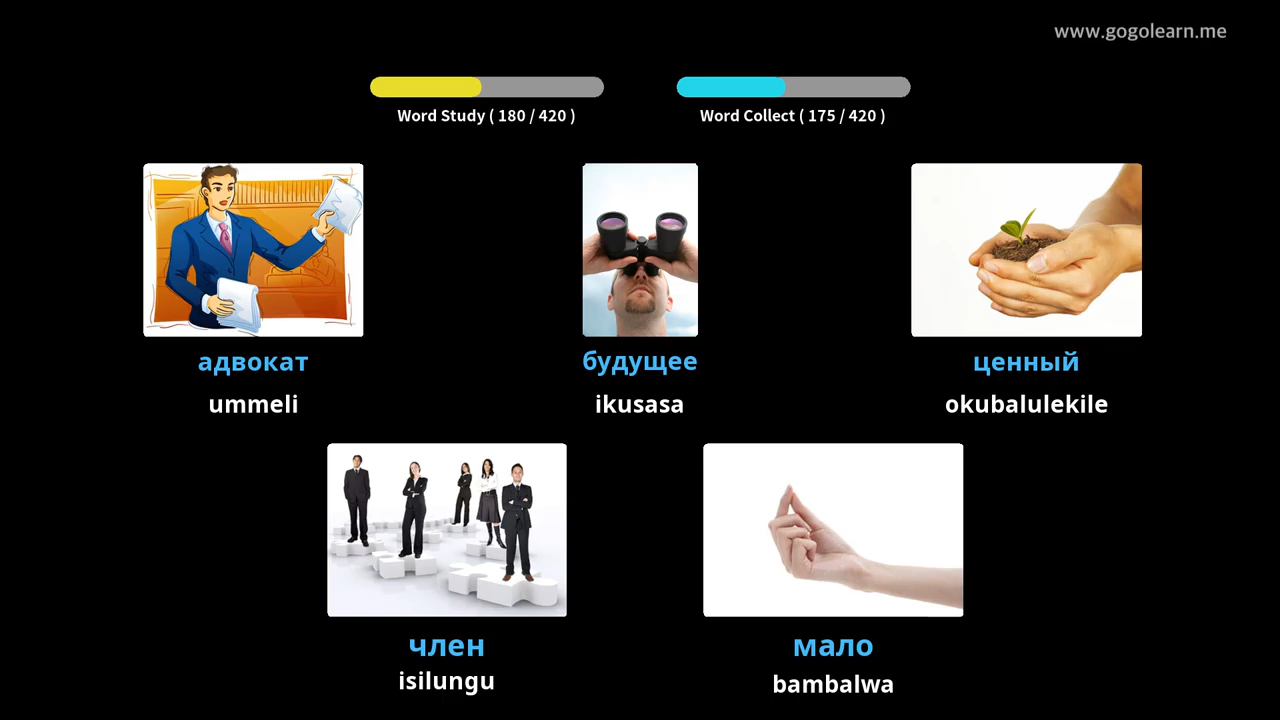 www.gogolearn.me
Word Study ( 180 / 420 )
Word Collect ( 175 / 420 )
адвокат
будущее
ценный
ummeli
ikusasa
okubalulekile
член
мало
isilungu
bambalwa